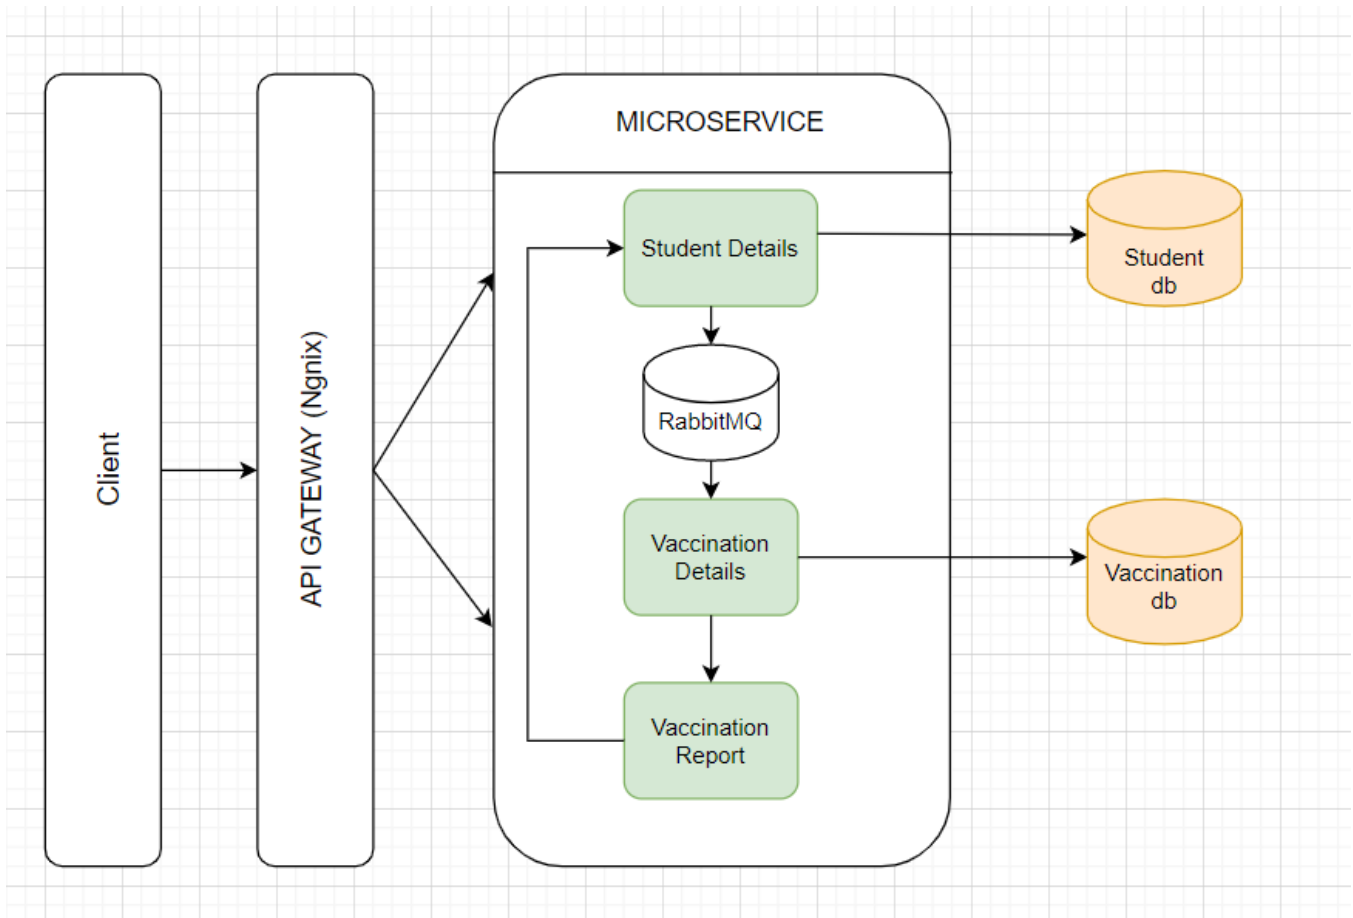 Client
API GATEWAY (Ngnix)
MICROSERVICE
Student Details
RabbitMQ
Vaccination
Details
Vaccination
Report
Student
db
Vaccination
db